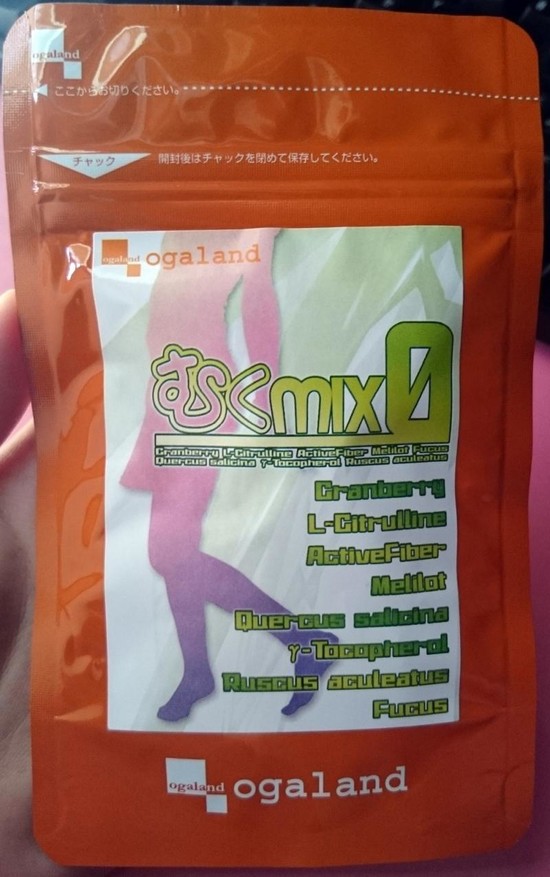 ogaland
ここからお切りください。
チャック
開封後はチャックを閉めて保存してください。
ogaland ogaland
むくmix0
Cranberry L-Citrulline ActiveFiber Melilot Fucus
Quercus salicina γ-Tocopherol Ruscus aculeatus
Cranberry
L-Citrulline
ActiveFiber
Melilot
Quercus salicina
γ-Tocopherol
Ruscus aculeatus
Fucus
ogaland ogaland